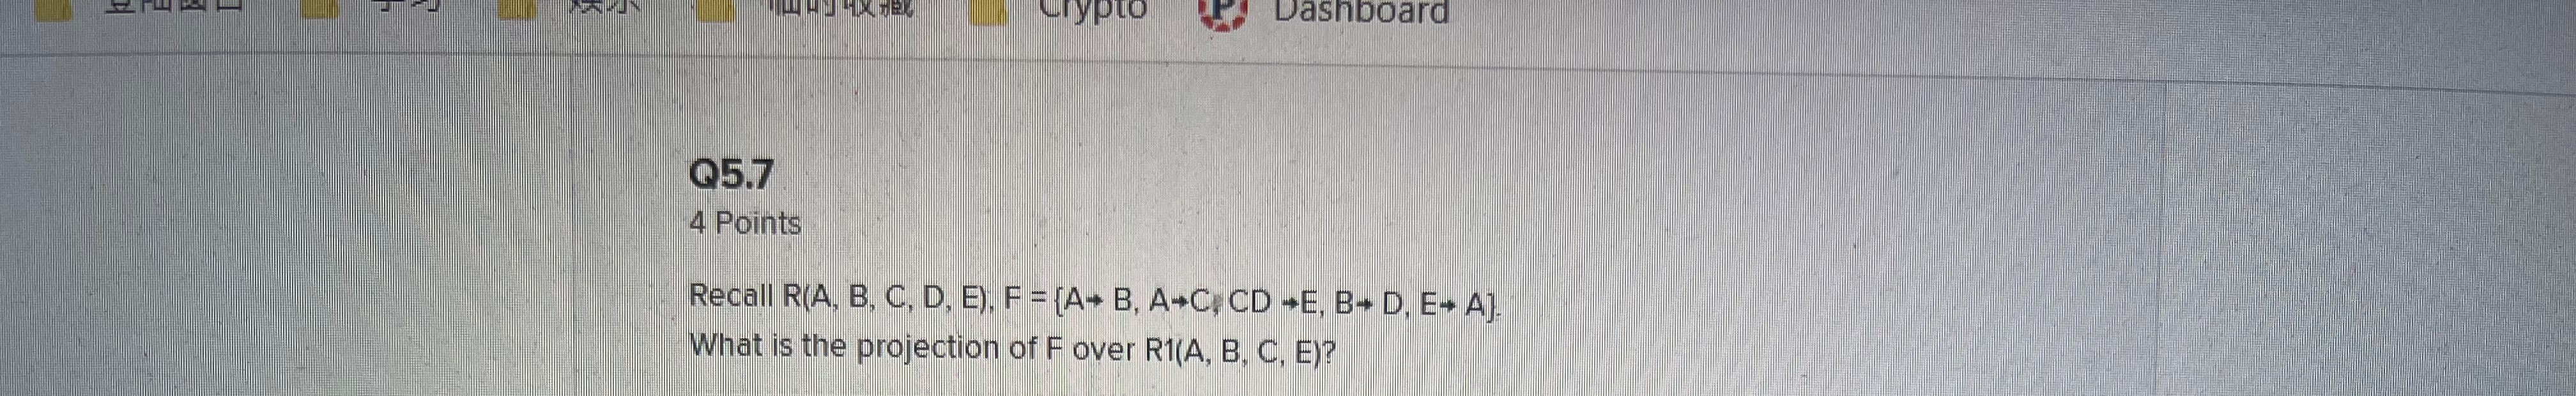 Crypto Dashboard
Q5.7
4 Points
Recall R(A, B, C, D, E), F = {A→ B, A→C, CD →E, B→ D, E→ A}.
What is the projection of F over R1(A, B, C, E)?